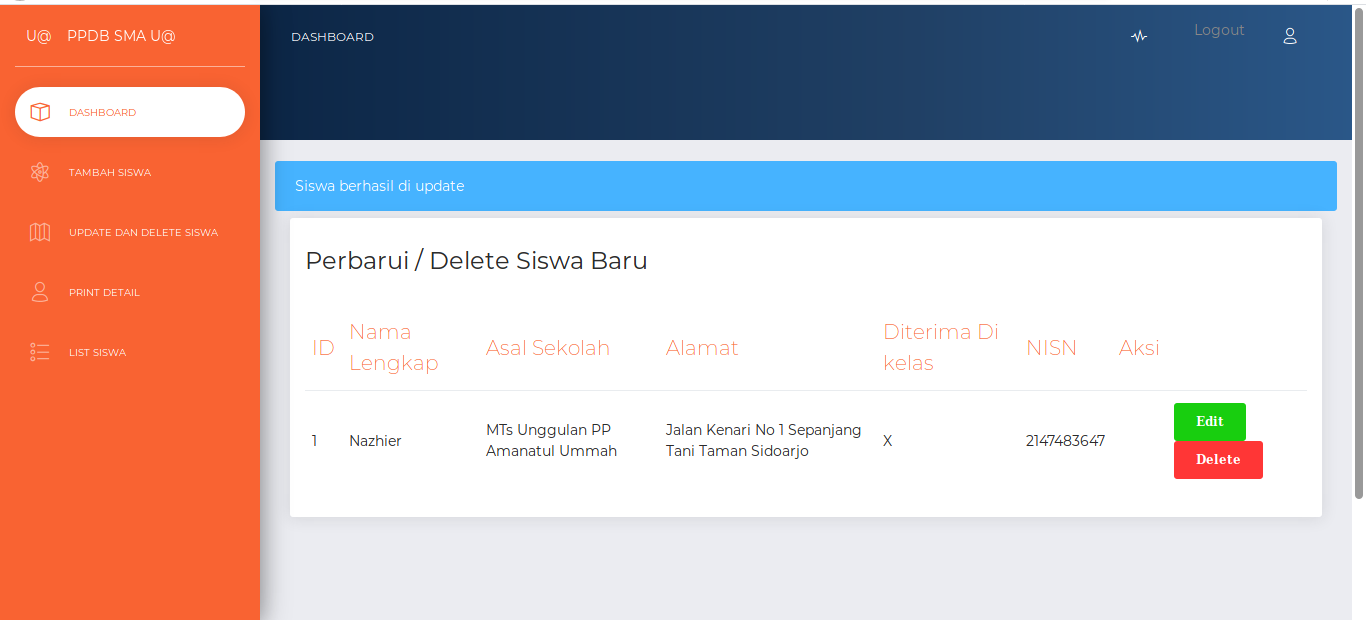 U@ PPDB SMA U@
DASHBOARD
TAMBAH SISWA
UPDATE DAN DELETE SISWA
PRINT DETAIL
LIST SISWA
DASHBOARD
Logout
Siswa berhasil di update
Perbarui / Delete Siswa Baru
ID
Nama
Lengkap
Asal Sekolah
Alamat
Diterima Di
kelas
NISN
Aksi
1
Nazhier
MTs Unggulan PP
Amanatul Ummah
Jalan Kenari No 1 Sepanjang
Tani Taman Sidoarjo
X
2147483647
Edit
Delete